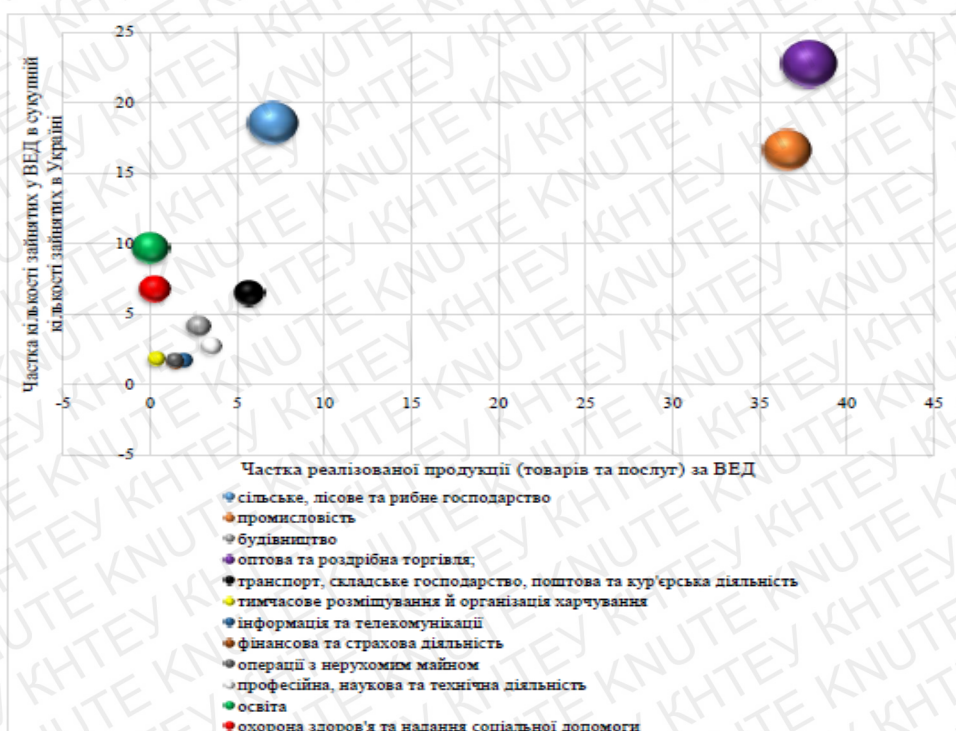 25
20
15
10
5
0
-5
Частка кількості зайнятих у ВЕД в сукупній
кількості зайнятих в Україні
-5 0 5 10 15 20 25 30 35 40 45
Частка реалізованої продукції (товарів та послуг) за ВЕД
сільське, лісове та рибне господарство
промисловість
будівництво
оптова та роздрібна торгівля;
транспорт, складське господарство, поштова та кур'єрська діяльність
тимчасове розміщування й організація харчування
інформація та телекомунікації
фінансова та страхова діяльність
операції з нерухомим майном
професійна, наукова та технічна діяльність
освіта
охорона здоров'я та надання соціальної допомоги
КНТЕУ KNUTE